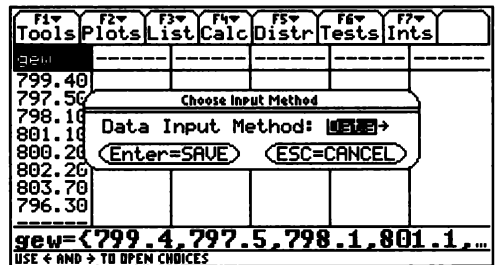 F1▾ F2▾ F3▾ F4▾ F5▾ F6▾ F7▾
Tools Plots List Calc Distr Tests Ints
gew ------ ------ ------ ------ ------
799.40
797.50
798.10
801.10
800.20
802.20
803.70
796.30
------
Choose Input Method
Data Input Method: Data→
Enter=SAVE ESC=CANCEL
gew={799.4,797.5,798.1,801.1,…
USE ← AND → TO OPEN CHOICES